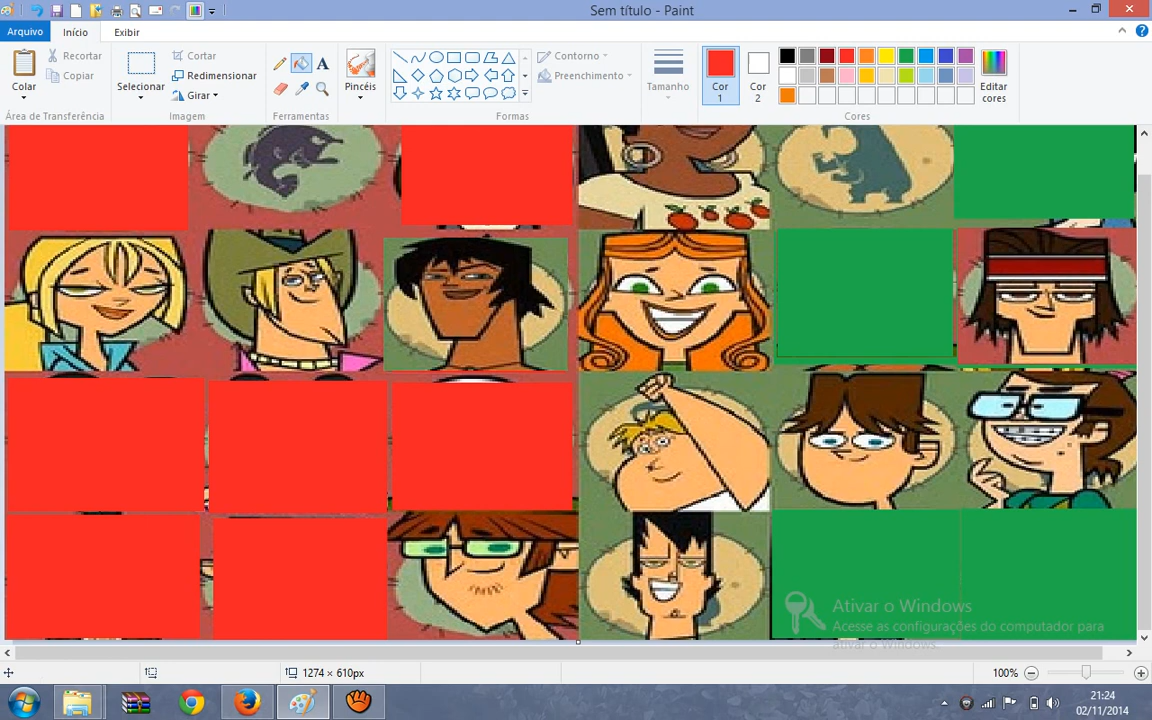 Sem título - Paint
Arquivo Início Exibir
Colar
Recortar
Copiar
Área de Transferência
Selecionar
Cortar
Redimensionar
Girar
Imagem
A
Ferramentas
Pincéis
Contorno
Preenchimento
Formas
Tamanho
Cor
1
Cor
2
Editar
cores
Cores
Ativar o Windows
Acesse as configurações do computador para
ativar o Windows.
1274 × 610px
100%
21:24
02/11/2014